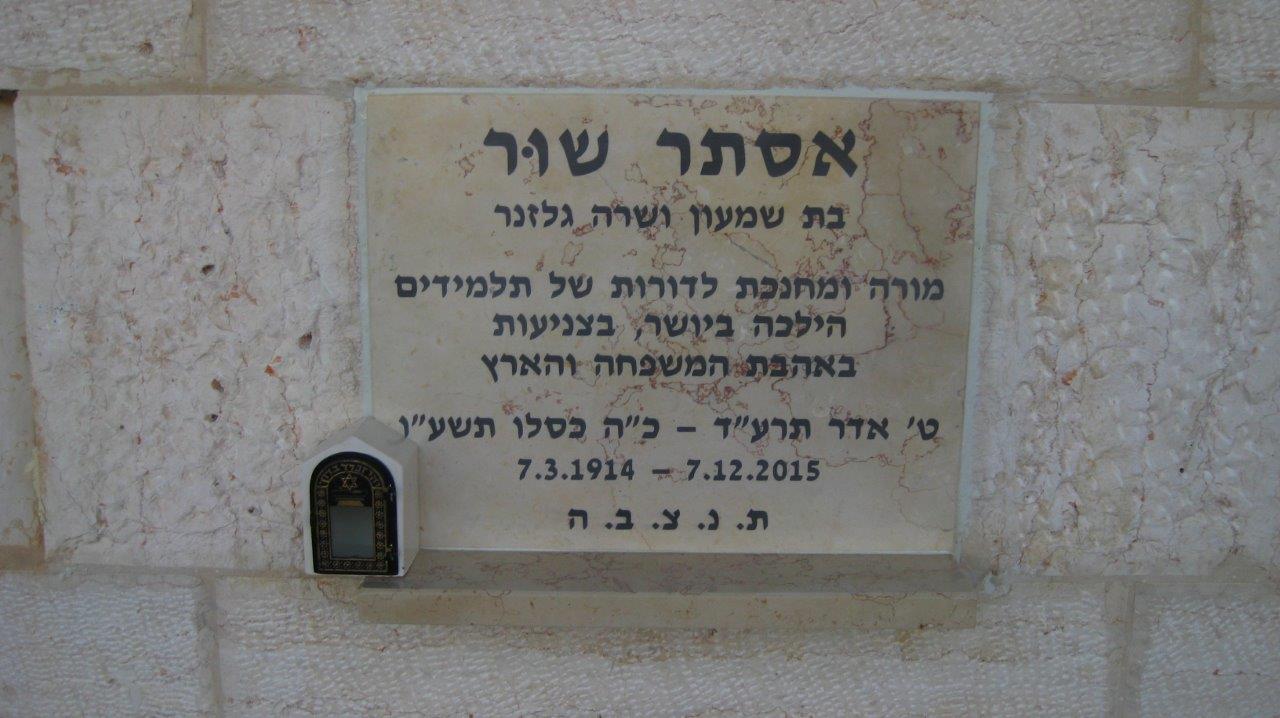 אסתר שוּר
בת שמעון ושרה גלזנר
מורה ומחנכת לדורות של תלמידים
הילכה ביושר, בצניעות
באהבת המשפחה והארץ
ט' אדר תרע"ד – כ"ה כסלו תשע"ו
7.3.1914 – 7.12.2015
ת. נ. צ. ב. ה